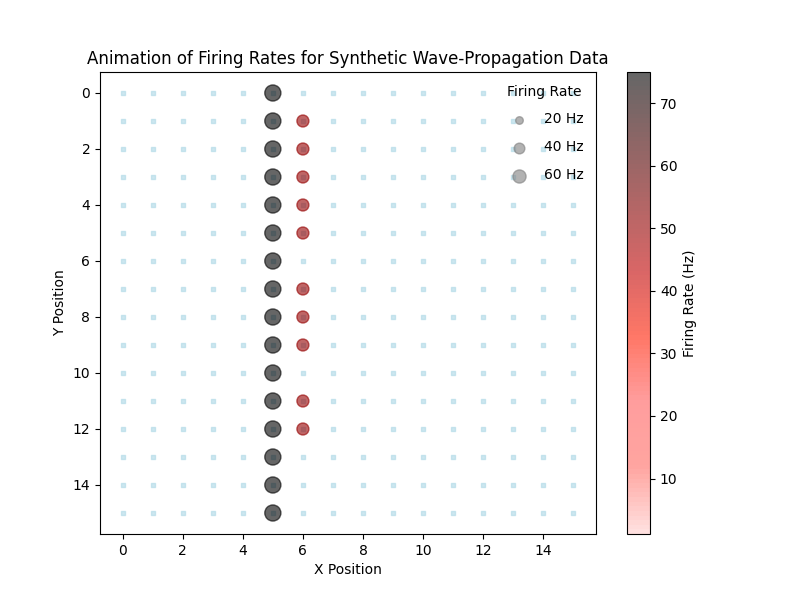 Animation of Firing Rates for Synthetic Wave-Propagation Data
Firing Rate
20 Hz
40 Hz
60 Hz
0
2
4
6
8
10
12
14
Y Position
0 2 4 6 8 10 12 14
X Position
70
60
50
40
30
20
10
Firing Rate (Hz)